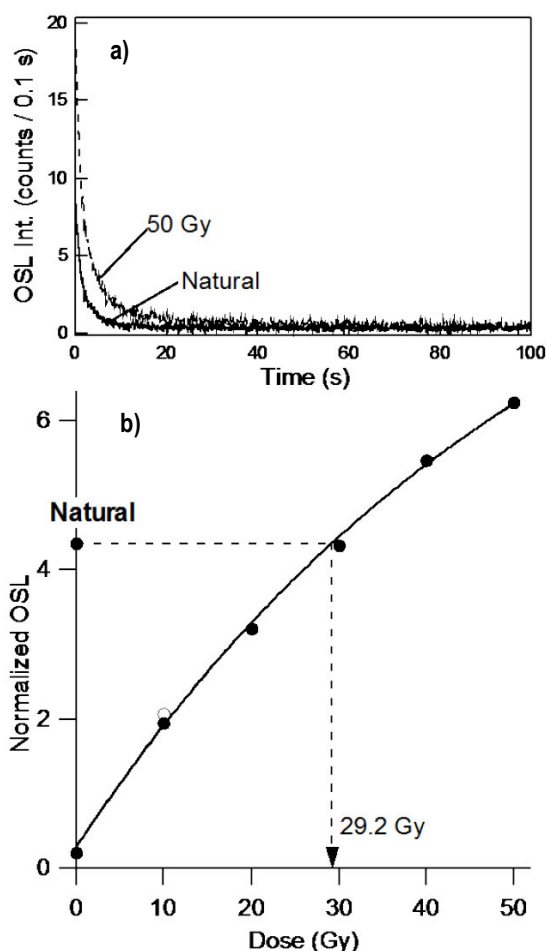 a)
OSL Int. (counts / 0.1 s)
20
15
10
5
0
50 Gy
Natural
0 20 40 60 80 100
Time (s)
b)
Normalized OSL
6
4
2
0
Natural
29.2 Gy
0 10 20 30 40 50
Dose (Gy)